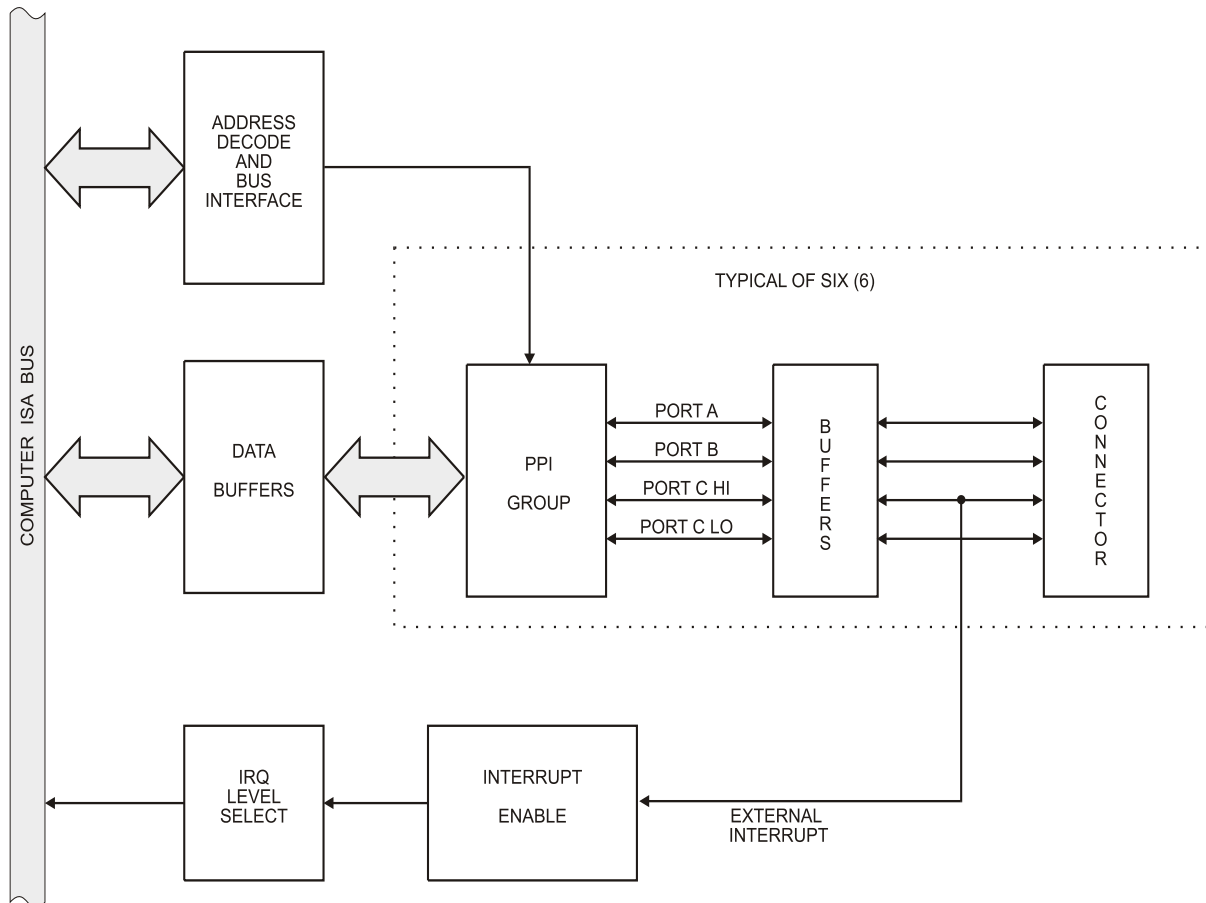 COMPUTER ISA BUS
ADDRESS
DECODE
AND
BUS
INTERFACE
TYPICAL OF SIX (6)
DATA
BUFFERS
PPI
GROUP
PORT A
PORT B
PORT C HI
PORT C LO
BUFFERS
CONNECTOR
IRQ
LEVEL
SELECT
INTERRUPT
ENABLE
EXTERNAL
INTERRUPT